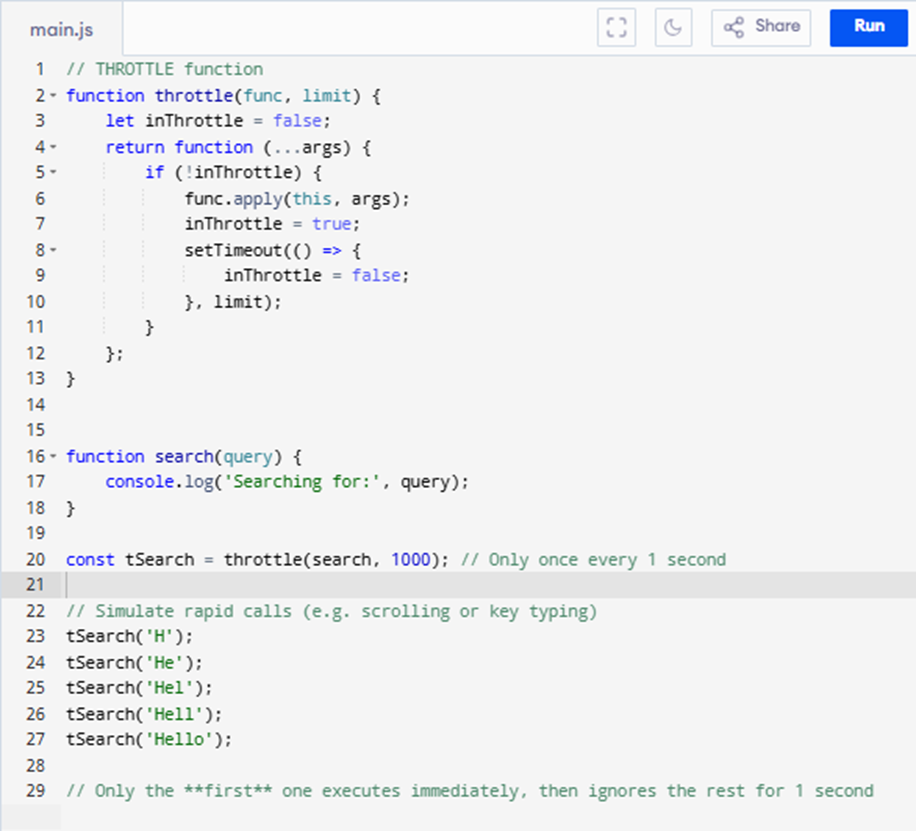 main.js
Share
Run
1 // THROTTLE function
2 function throttle(func, limit) {
3     let inThrottle = false;
4     return function (...args) {
5         if (!inThrottle) {
6             func.apply(this, args);
7             inThrottle = true;
8             setTimeout(() => {
9                 inThrottle = false;
10             }, limit);
11         }
12     };
13 }
14
15
16 function search(query) {
17     console.log('Searching for:', query);
18 }
19
20 const tSearch = throttle(search, 1000); // Only once every 1 second
21
22 // Simulate rapid calls (e.g. scrolling or key typing)
23 tSearch('H');
24 tSearch('He');
25 tSearch('Hel');
26 tSearch('Hell');
27 tSearch('Hello');
28
29 // Only the **first** one executes immediately, then ignores the rest for 1 second